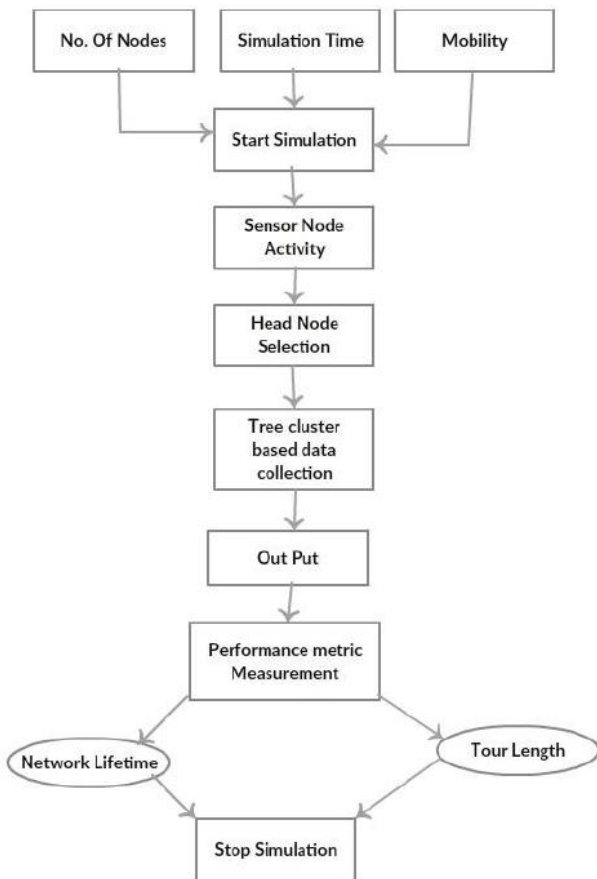 No. Of Nodes
Simulation Time
Mobility
Start Simulation
Sensor Node
Activity
Head Node
Selection
Tree cluster
based data
collection
Out Put
Performance metric
Measurement
Network Lifetime
Tour Length
Stop Simulation